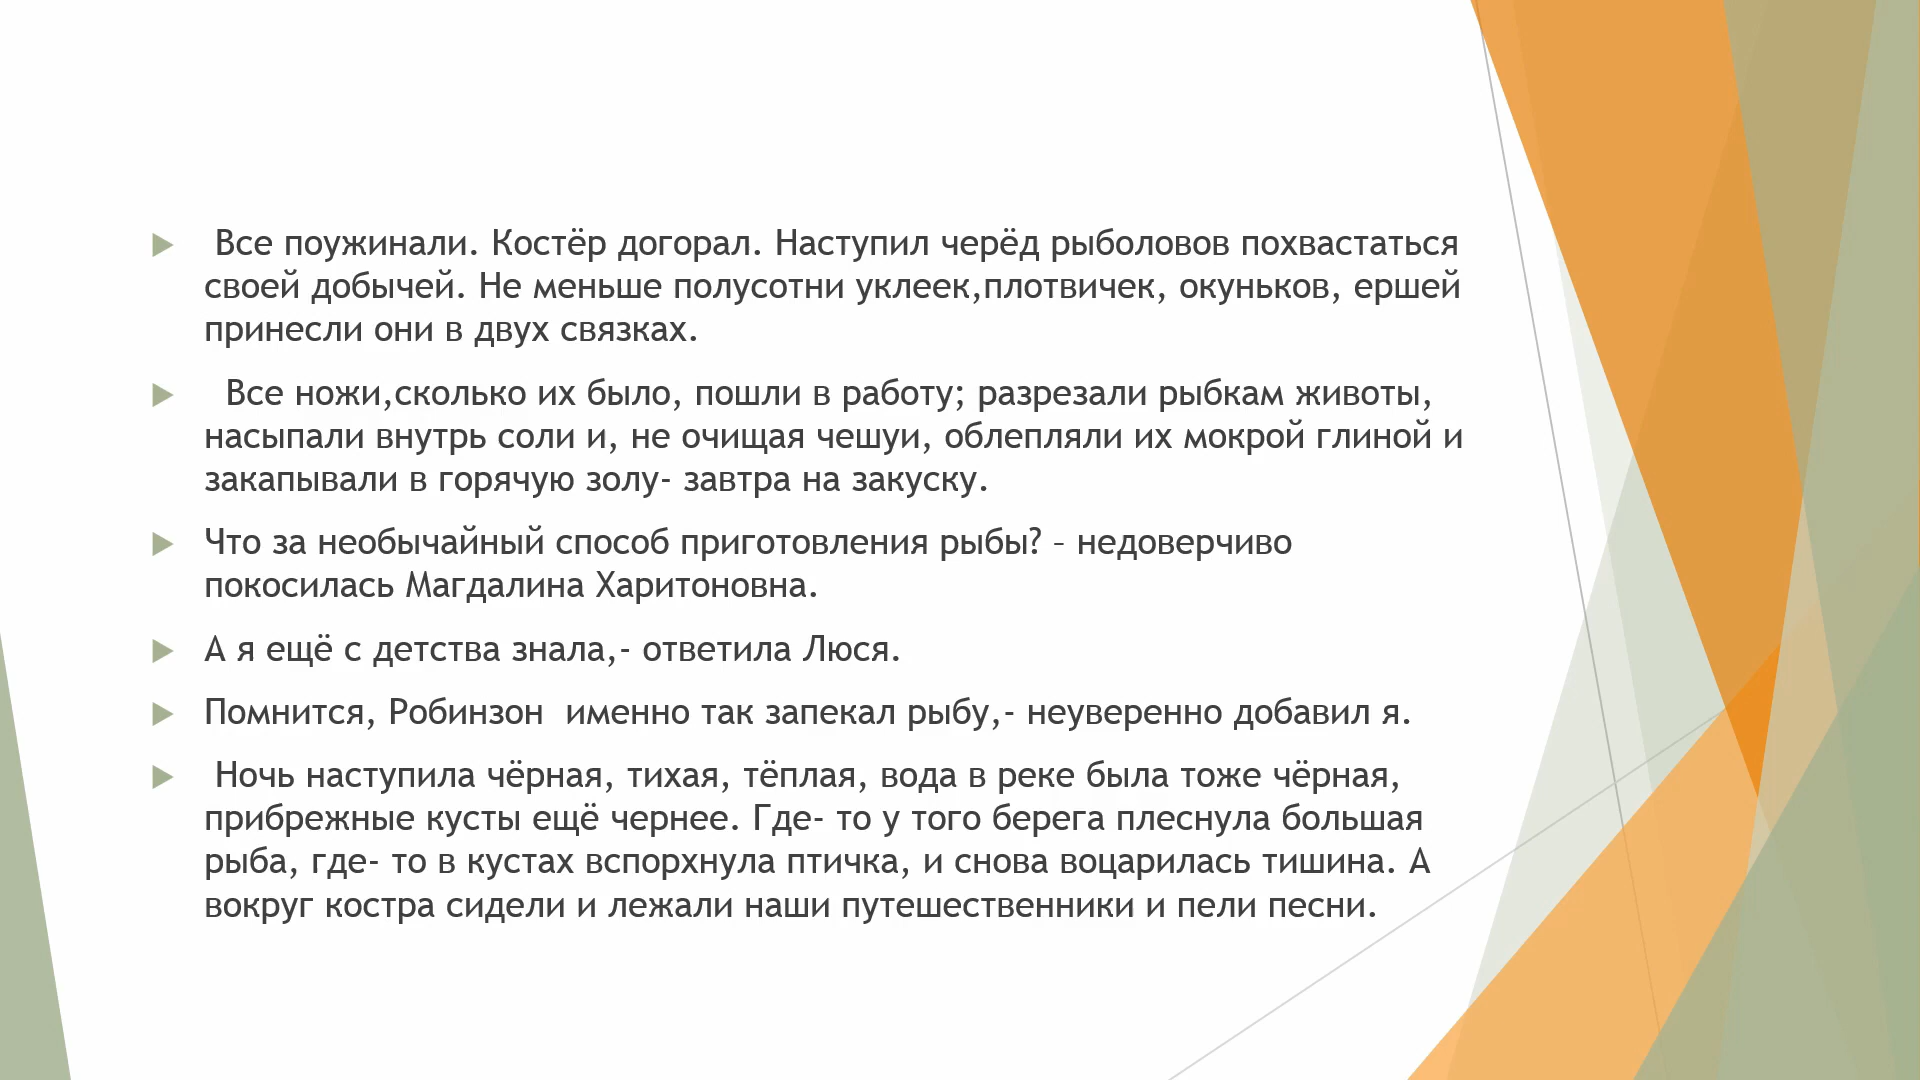 Все поужинали. Костёр догорал. Наступил черёд рыболовов похвастаться
своей добычей. Не меньше полусотни уклеек,плотвичек, окуньков, ершей
принесли они в двух связках.
Все ножи,сколько их было, пошли в работу; разрезали рыбкам животы,
насыпали внутрь соли и, не очищая чешуи, облепляли их мокрой глиной и
закапывали в горячую золу- завтра на закуску.
Что за необычайный способ приготовления рыбы? – недоверчиво
покосилась Магдалина Харитоновна.
А я ещё с детства знала,- ответила Люся.
Помнится, Робинзон  именно так запекал рыбу,- неуверенно добавил я.
Ночь наступила чёрная, тихая, тёплая, вода в реке была тоже чёрная,
прибрежные кусты ещё чернее. Где- то у того берега плеснула большая
рыба, где- то в кустах вспорхнула птичка, и снова воцарилась тишина. А
вокруг костра сидели и лежали наши путешественники и пели песни.